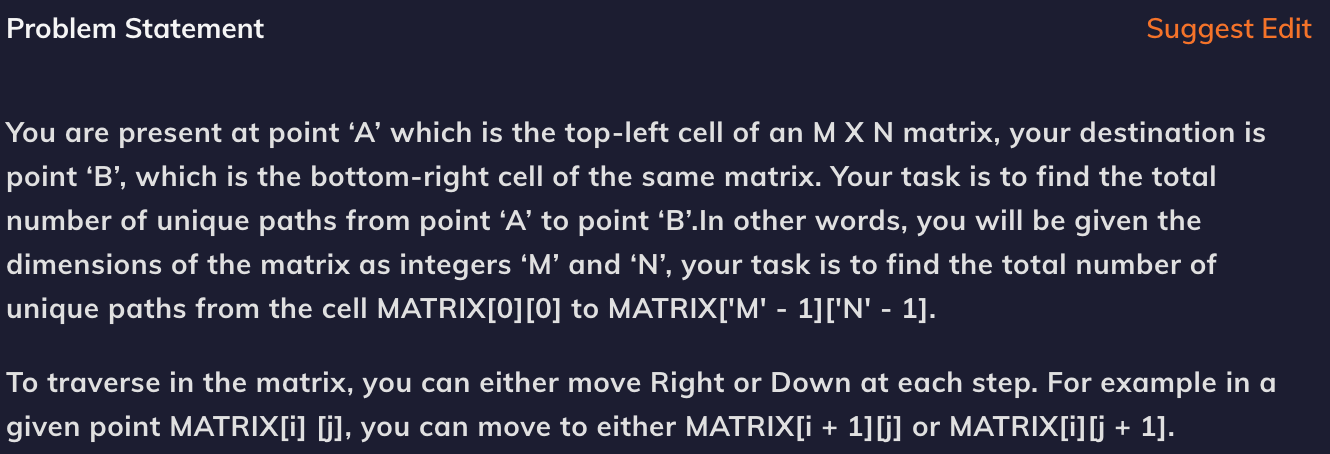 Problem Statement
Suggest Edit
You are present at point ‘A’ which is the top-left cell of an M X N matrix, your destination is
point ‘B’, which is the bottom-right cell of the same matrix. Your task is to find the total
number of unique paths from point ‘A’ to point ‘B’.In other words, you will be given the
dimensions of the matrix as integers ‘M’ and ‘N’, your task is to find the total number of
unique paths from the cell MATRIX[0][0] to MATRIX['M' - 1]['N' - 1].
To traverse in the matrix, you can either move Right or Down at each step. For example in a
given point MATRIX[i] [j], you can move to either MATRIX[i + 1][j] or MATRIX[i][j + 1].